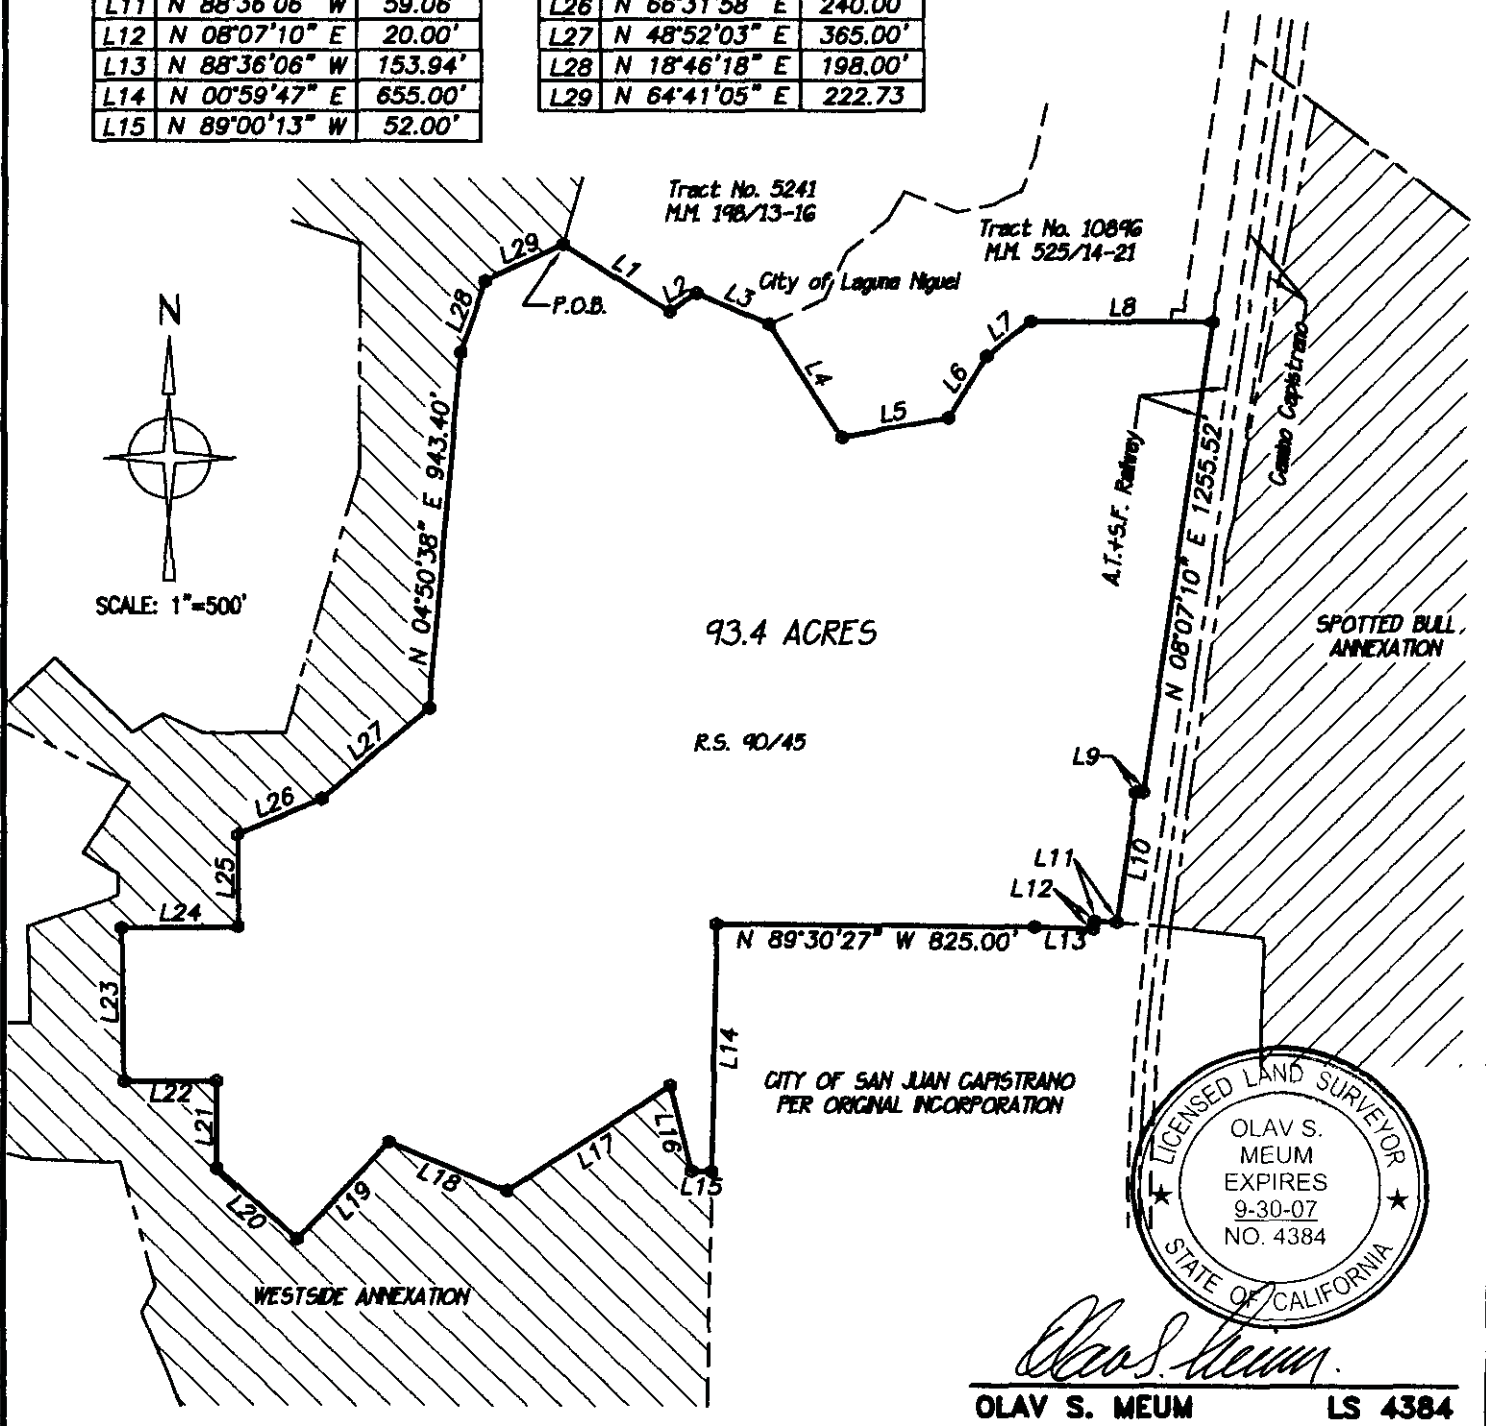 L11 N 88°36'06" W 59.06'
L12 N 08°07'10" E 20.00'
L13 N 88°36'06" W 153.94'
L14 N 00°59'47" E 655.00'
L15 N 89°00'13" W 52.00'
L26 N 66°31'58" E 240.00'
L27 N 48°52'03" E 365.00'
L28 N 18°46'18" E 198.00'
L29 N 64°41'05" E 222.73
Tract No. 5241
M.M. 198/13-16
Tract No. 10896
M.M. 525/14-21
City of Laguna Niguel
P.O.B.
L29
L1
L2
L3
L4
L5
L6
L7
L8
L28
N
SCALE: 1"=500'
N 04°50'38" E 943.40'
A.T.+S.F. Railway
N 08°07'10" E 1255.52'
Camino Capistrano
93.4 ACRES
SPOTTED BULL
ANNEXATION
R.S. 90/45
L27
L26
L25
L24
L23
L22
L21
L20
L19
L18
L17
L16
L15
L14
N 89°30'27" W 825.00'
L13
L12
L11
L10
L9
CITY OF SAN JUAN CAPISTRANO
PER ORIGINAL INCORPORATION
WESTSIDE ANNEXATION
LICENSED LAND SURVEYOR
OLAV S.
MEUM
EXPIRES
9-30-07
NO. 4384
STATE OF CALIFORNIA
Olav S. Meum
OLAV S. MEUM LS 4384